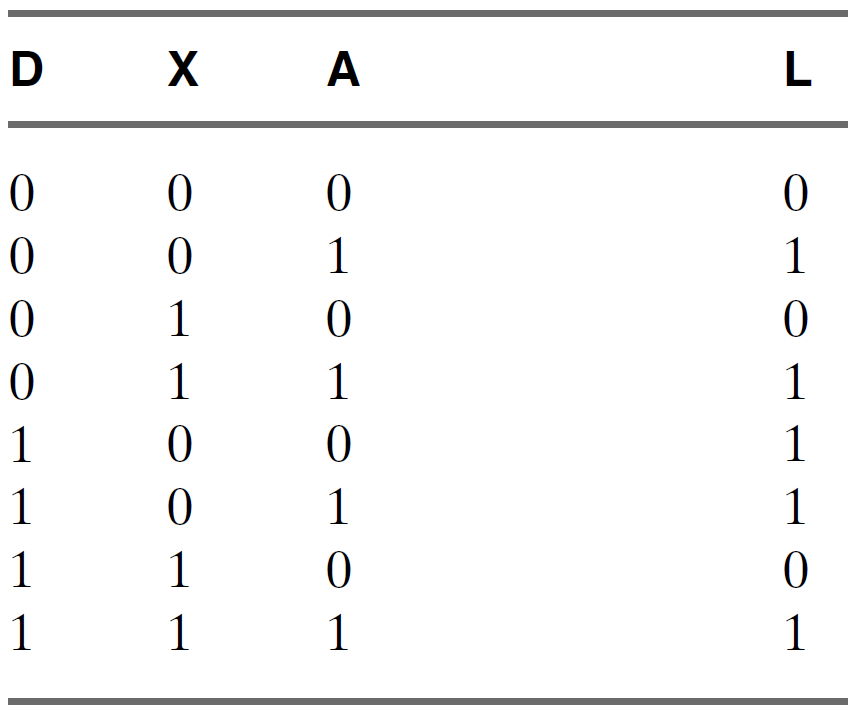 D X A L
0 0 0 0
0 0 1 1
0 1 0 0
0 1 1 1
1 0 0 1
1 0 1 1
1 1 0 0
1 1 1 1